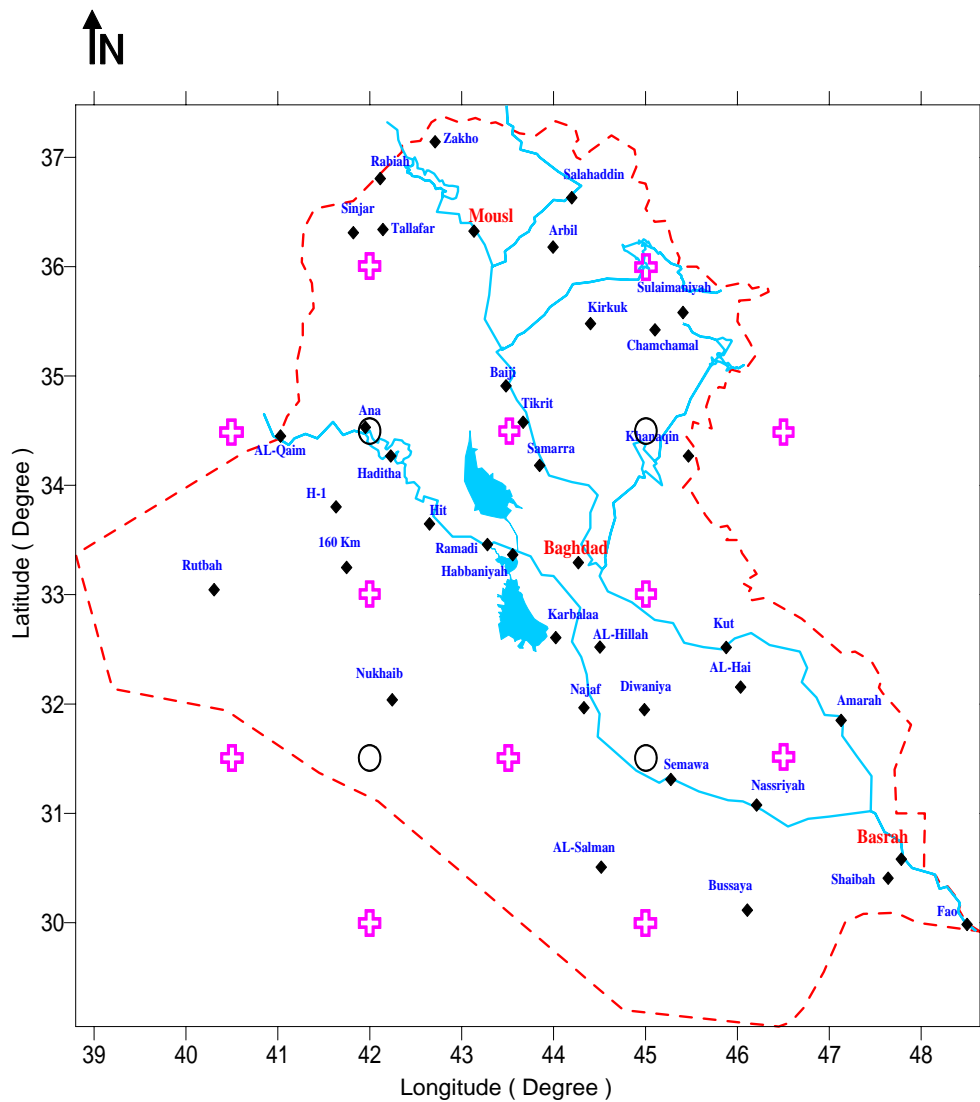 N
37
36
35
34
33
32
31
30
Latitude ( Degree )
Zakho
Rabiah
Salahaddin
Sinjar
Tallafar
Mousl
Arbil
Sulaimaniyah
Kirkuk
Chamchamal
Baiji
Tikrit
Ana
AL-Qaim
Khanaqin
Samarra
Haditha
H-1
Hit
160 Km
Ramadi
Baghdad
Habbaniyah
Rutbah
Karbalaa
AL-Hillah
Kut
AL-Hai
Nukhaib
Najaf
Diwaniya
Amarah
Semawa
Nassriyah
Basrah
AL-Salman
Shaibah
Bussaya
Fao
39 40 41 42 43 44 45 46 47 48
Longitude ( Degree )